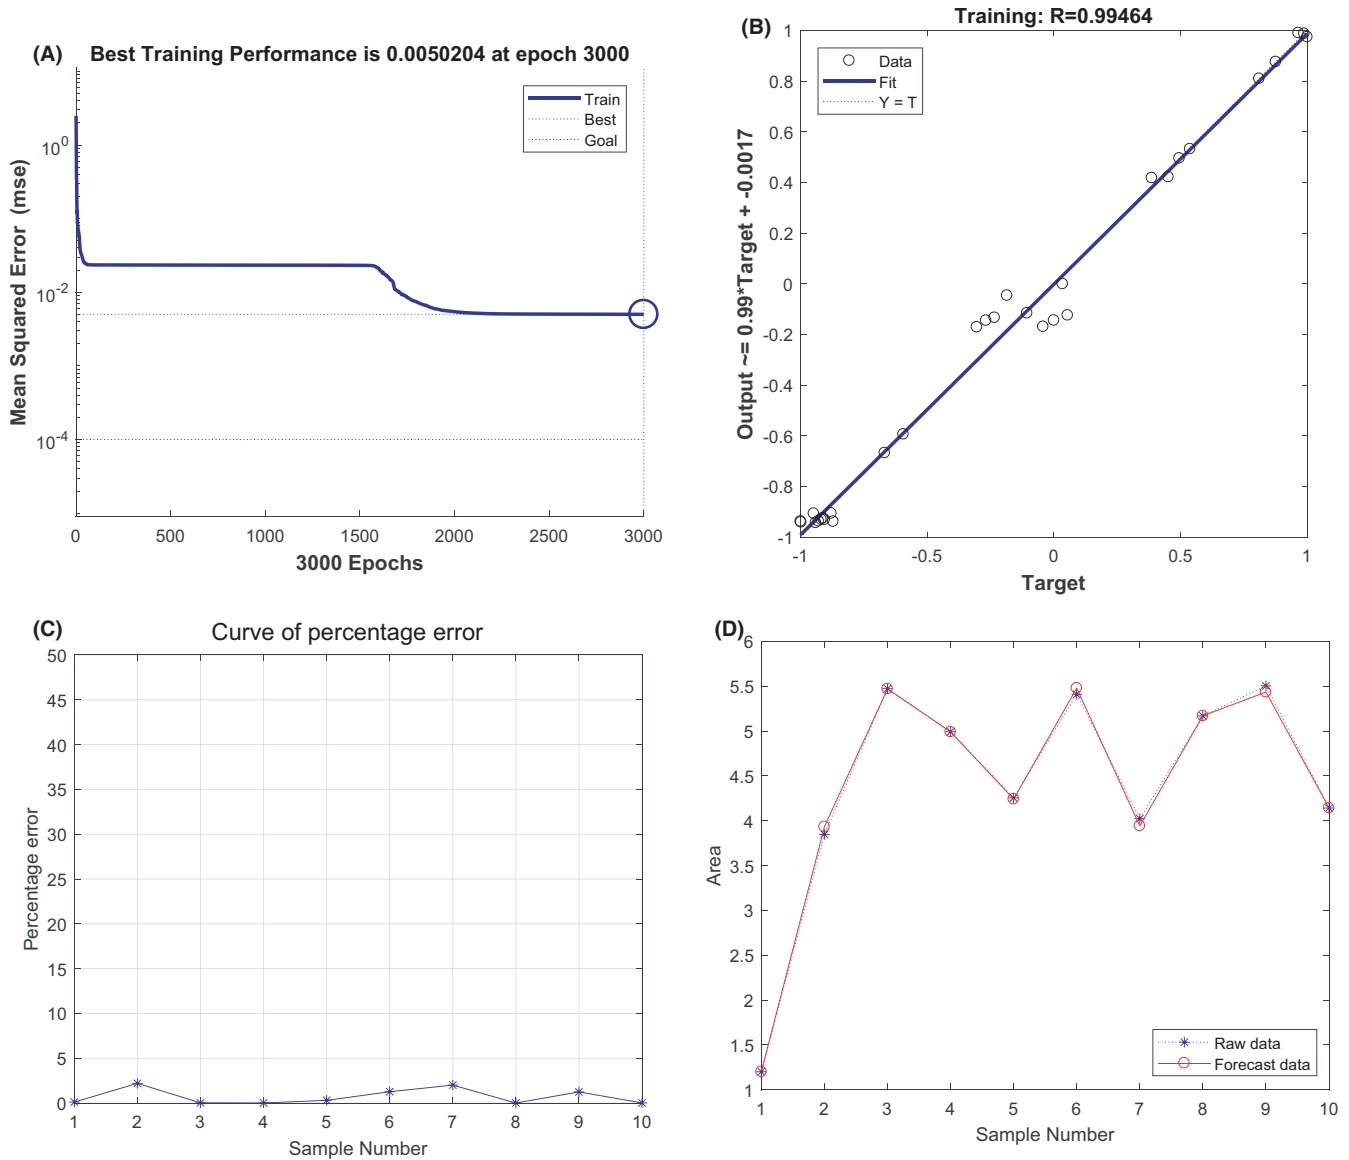 (A)
Best Training Performance is 0.0050204 at epoch 3000
Train
Best
Goal
Mean Squared Error (mse)
10^0
10^-2
10^-4
0 500 1000 1500 2000 2500 3000
3000 Epochs
(B)
Training: R=0.99464
Data
Fit
Y = T
Output ~= 0.99*Target + -0.0017
1
0.8
0.6
0.4
0.2
0
-0.2
-0.4
-0.6
-0.8
-1
-1 -0.5 0 0.5 1
Target
(C)
Curve of percentage error
Percentage error
50
45
40
35
30
25
20
15
10
5
0
1 2 3 4 5 6 7 8 9 10
Sample Number
(D)
Area
6
5.5
5
4.5
4
3.5
3
2.5
2
1.5
1
Raw data
Forecast data
1 2 3 4 5 6 7 8 9 10
Sample Number